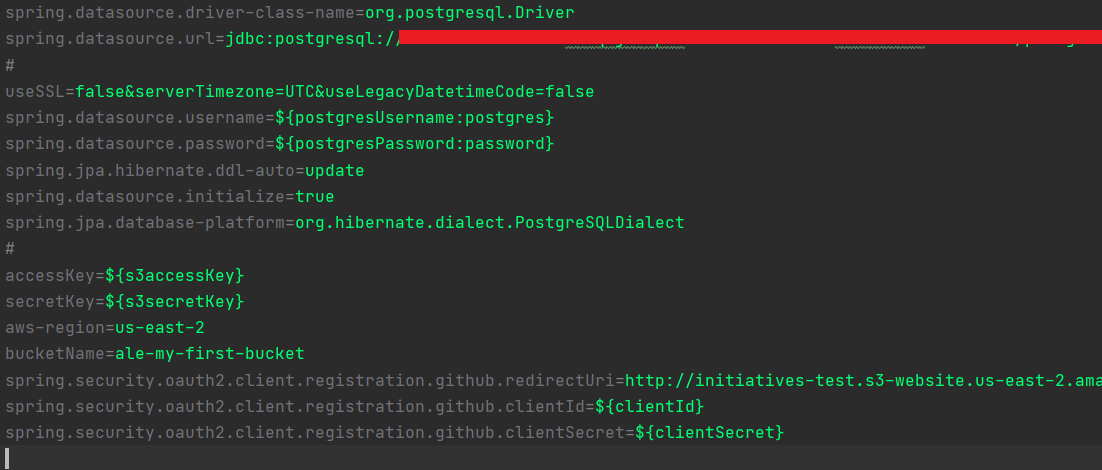 spring.datasource.driver-class-name=org.postgresql.Driver
spring.datasource.url=jdbc:postgresql://
#
useSSL=false&serverTimezone=UTC&useLegacyDatetimeCode=false
spring.datasource.username=${postgresUsername:postgres}
spring.datasource.password=${postgresPassword:password}
spring.jpa.hibernate.ddl-auto=update
spring.datasource.initialize=true
spring.jpa.database-platform=org.hibernate.dialect.PostgreSQLDialect
#
accessKey=${s3accessKey}
secretKey=${s3secretKey}
aws-region=us-east-2
bucketName=ale-my-first-bucket
spring.security.oauth2.client.registration.github.redirectUri=http://initiatives-test.s3-website.us-east-2.ama
spring.security.oauth2.client.registration.github.clientId=${clientId}
spring.security.oauth2.client.registration.github.clientSecret=${clientSecret}